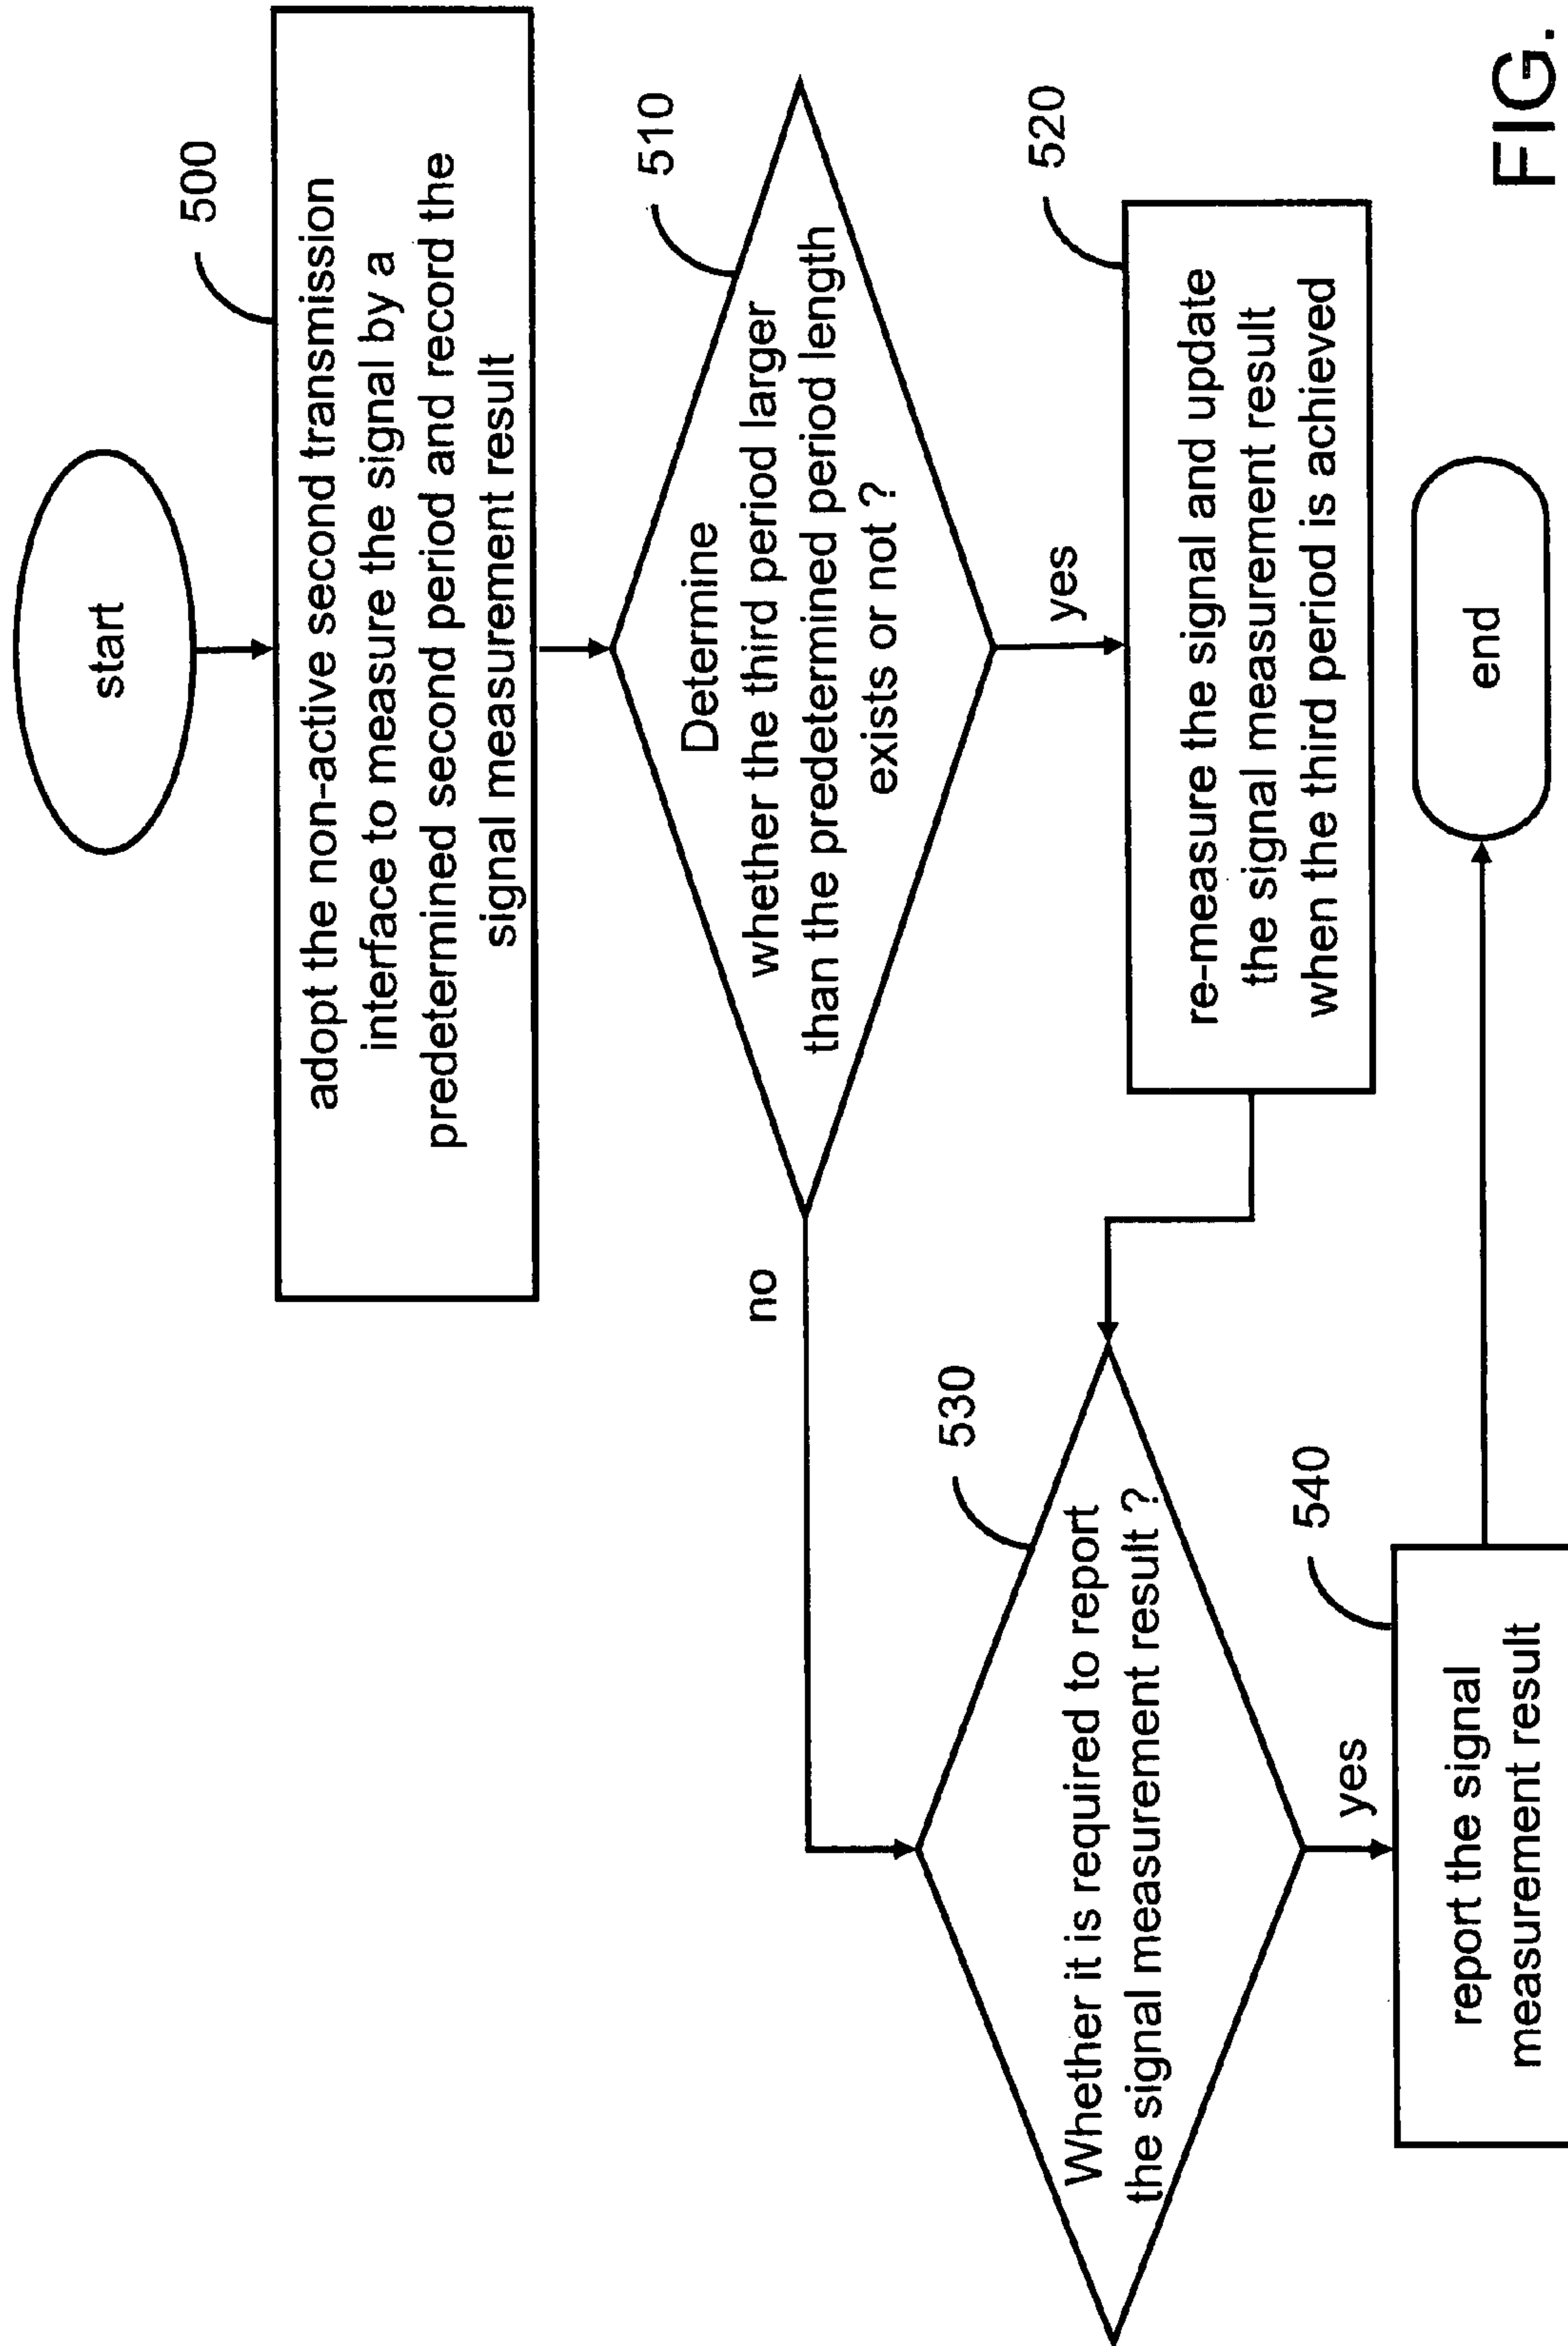 start
500
adopt the non-active second transmission
interface to measure the signal by a
predetermined second period and record the
signal measurement result
510
Determine
whether the third period larger
than the predetermined period length
exists or not ?
no
yes
520
re-measure the signal and update
the signal measurement result
when the third period is achieved
530
Whether it is required to report
the signal measurement result ?
yes
540
report the signal
measurement result
end
FIG.